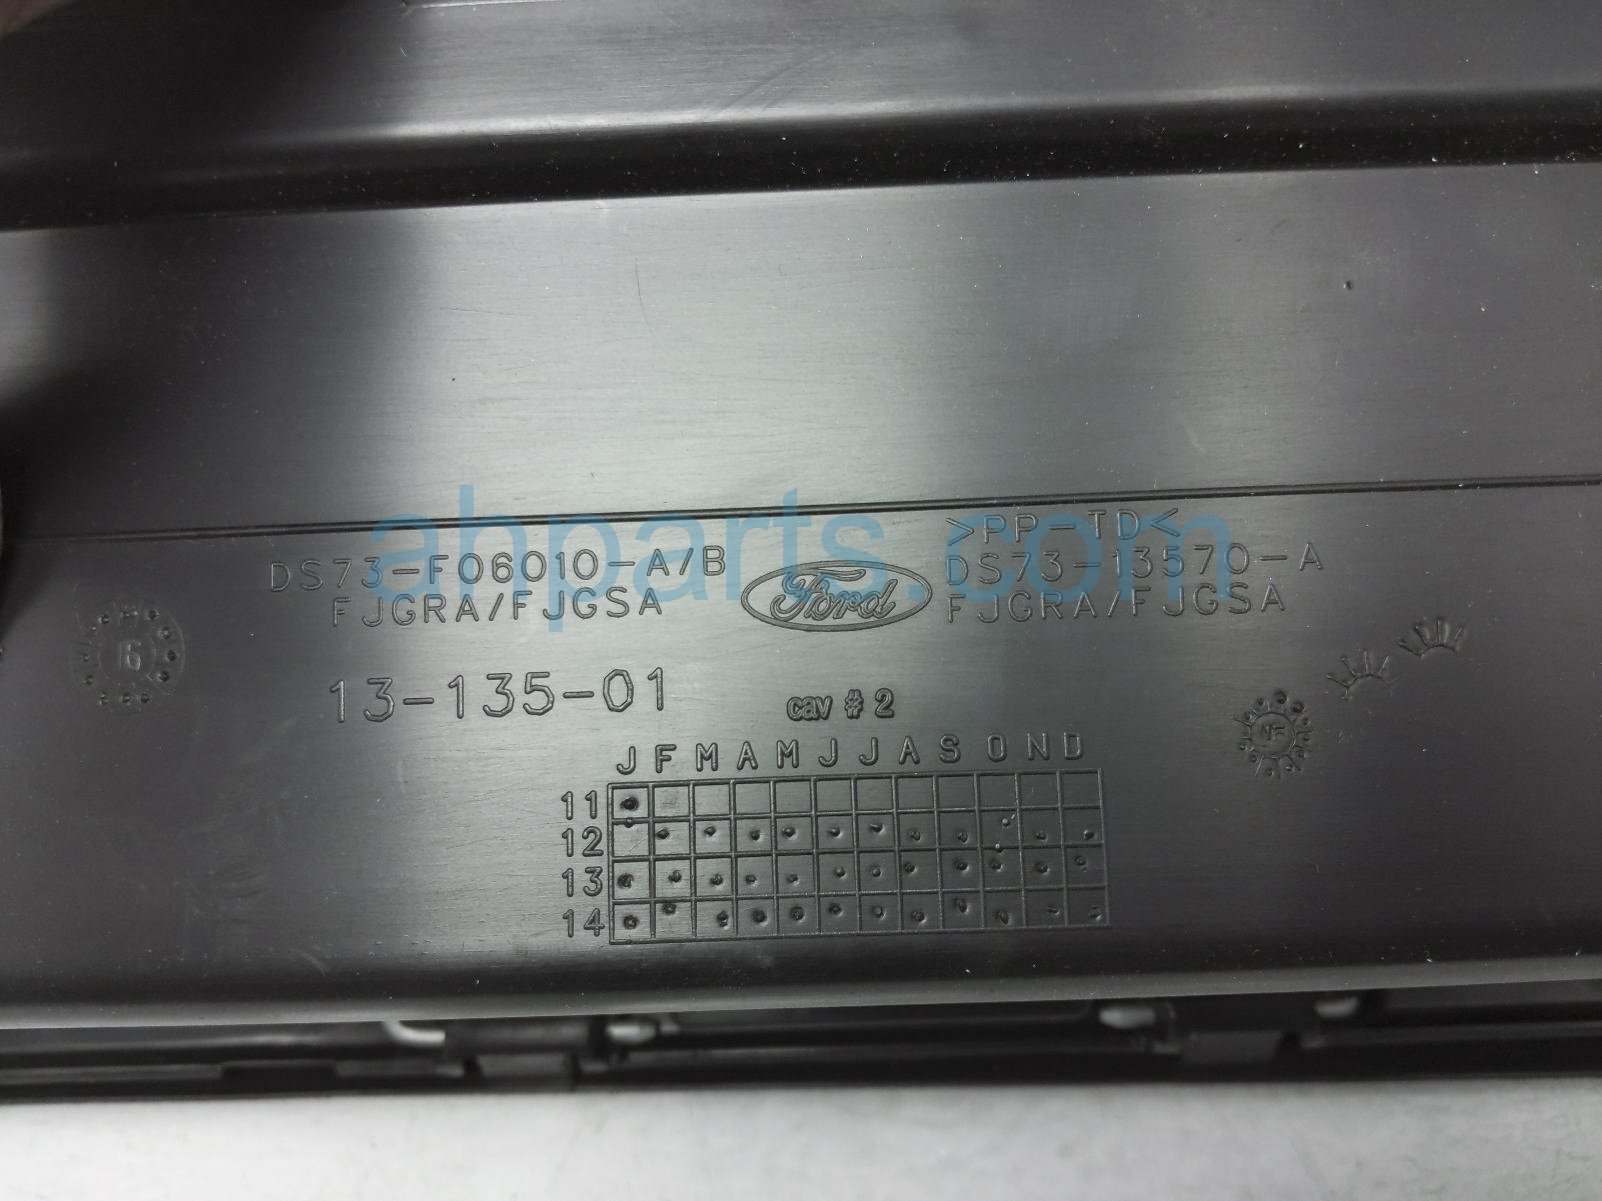 >PP-TD<
DS73-F06010-A/B
FJGRA/FJGSA
Ford
DS73-13570-A
FJGRA/FJGSA
13-135-01
cav # 2
J F M A M J J A S O N D
11
12
13
14
NF
ahparts.com